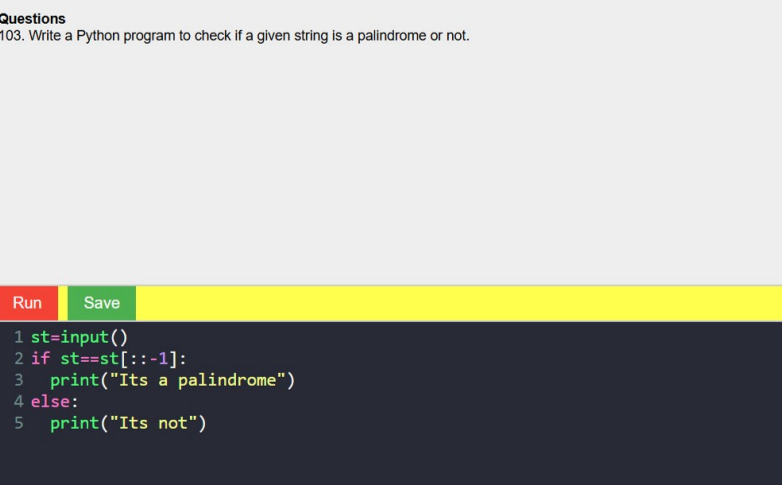 Questions
103. Write a Python program to check if a given string is a palindrome or not.
Run Save
1 st=input()
2 if st==st[::-1]:
3   print("Its a palindrome")
4 else:
5   print("Its not")